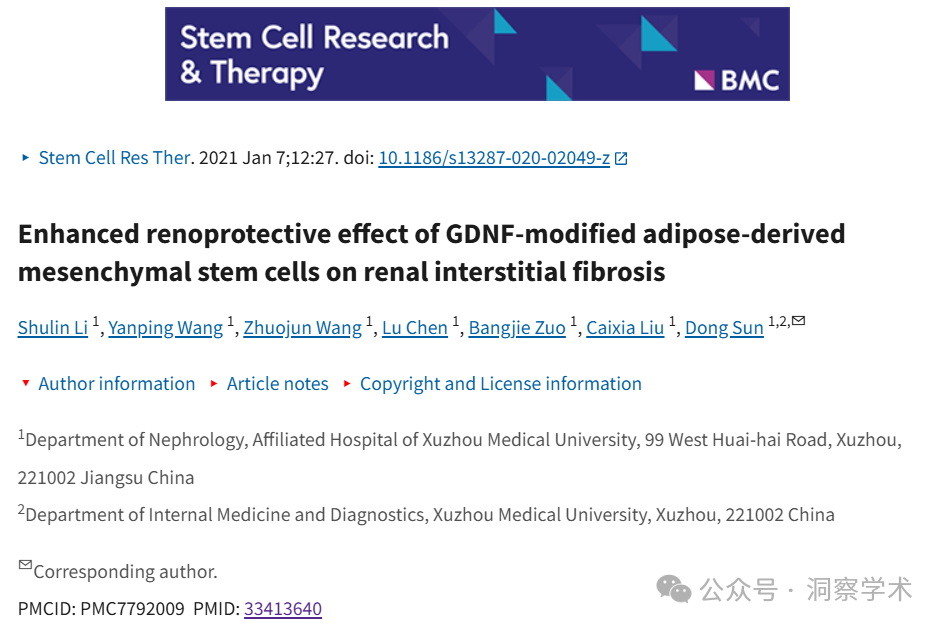 Stem Cell Research
& Therapy
BMC
Stem Cell Res Ther. 2021 Jan 7;12:27. doi: 10.1186/s13287-020-02049-z
Enhanced renoprotective effect of GDNF-modified adipose-derived
mesenchymal stem cells on renal interstitial fibrosis
Shulin Li 1, Yanping Wang 1, Zhuojun Wang 1, Lu Chen 1, Bangjie Zuo 1, Caixia Liu 1, Dong Sun 1,2,✉
Author information Article notes Copyright and License information
1Department of Nephrology, Affiliated Hospital of Xuzhou Medical University, 99 West Huai-hai Road, Xuzhou,
221002 Jiangsu China
2Department of Internal Medicine and Diagnostics, Xuzhou Medical University, Xuzhou, 221002 China
✉Corresponding author.
PMCID: PMC7792009 PMID: 33413640
公众号 · 洞察学术